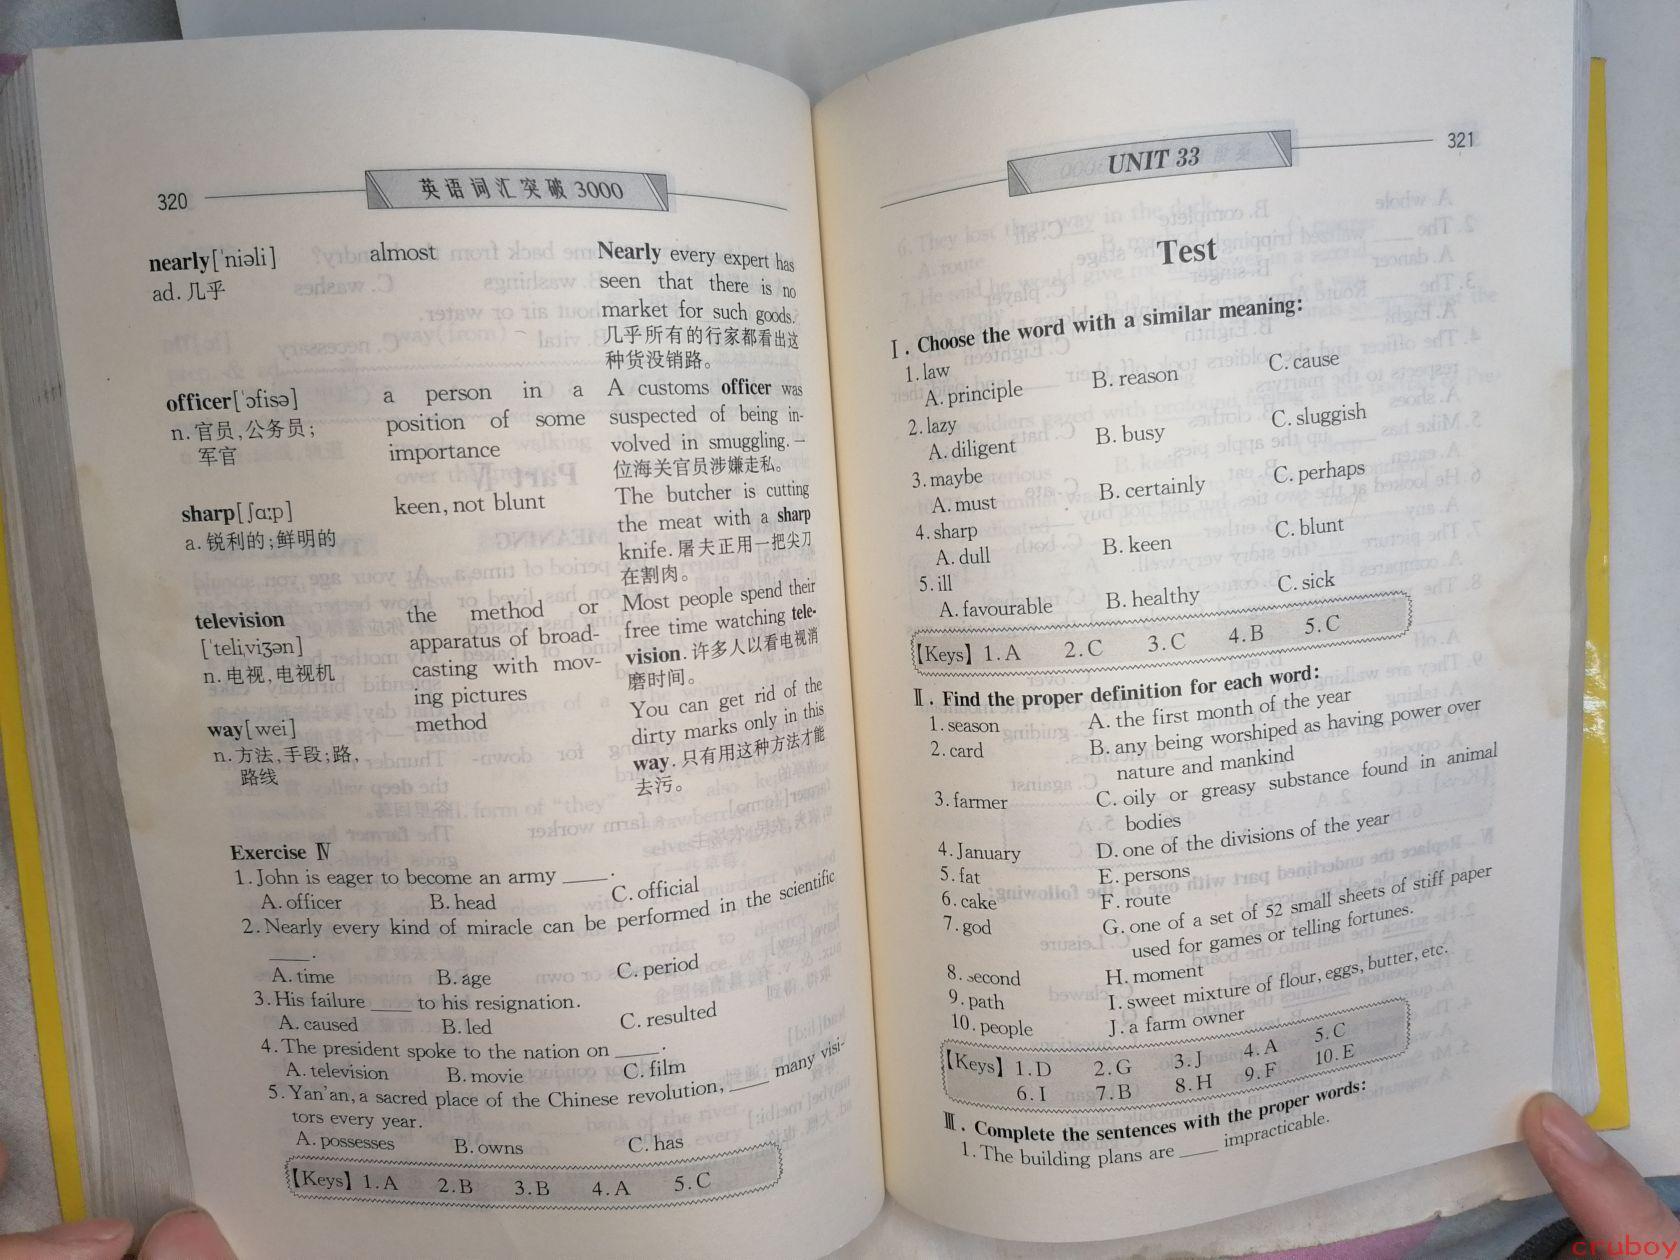 320
英语词汇突破 3000
nearly[ˈniəli]
ad. 几乎
almost
Nearly every expert has
seen that there is no
market for such goods.
几乎所有的行家都看出这
种货没销路。
officer[ˈɔfisə]
n. 官员,公务员;
军官
a person in a
position of some
importance
A customs officer was
suspected of being in-
volved in smuggling. 一
位海关官员涉嫌走私。
sharp[ʃɑ:p]
a. 锐利的;鲜明的
keen, not blunt
The butcher is cutting
the meat with a sharp
knife. 屠夫正用一把尖刀
在割肉。
television
[ˈteliˌviʒən]
n. 电视,电视机
the method or
apparatus of broad-
casting with mov-
ing pictures
Most people spend their
free time watching tele-
vision. 许多人以看电视消
磨时间。
way[wei]
n. 方法,手段;路,
路线
method
You can get rid of the
dirty marks only in this
way. 只有用这种方法才能
去污。
Exercise Ⅳ
1. John is eager to become an army ____.
A. officer B. head C. official
2. Nearly every kind of miracle can be performed in the scientific
____.
A. time B. age C. period
3. His failure ____ to his resignation.
A. caused B. led C. resulted
4. The president spoke to the nation on ____.
A. television B. movie C. film
5. Yan'an, a sacred place of the Chinese revolution, ____ many visi-
tors every year.
A. possesses B. owns C. has
【Keys】1. A 2. B 3. B 4. A 5. C
UNIT 33
321
Test
Ⅰ. Choose the word with a similar meaning:
1. law
A. principle B. reason C. cause
2. lazy
A. diligent B. busy C. sluggish
3. maybe
A. must B. certainly C. perhaps
4. sharp
A. dull B. keen C. blunt
5. ill
A. favourable B. healthy C. sick
【Keys】1. A 2. C 3. C 4. B 5. C
Ⅱ. Find the proper definition for each word:
1. season A. the first month of the year
2. card B. any being worshiped as having power over
nature and mankind
3. farmer C. oily or greasy substance found in animal
bodies
4. January D. one of the divisions of the year
5. fat E. persons
6. cake F. route
7. god G. one of a set of 52 small sheets of stiff paper
used for games or telling fortunes.
8. second H. moment
9. path I. sweet mixture of flour, eggs, butter, etc.
10. people J. a farm owner
【Keys】1. D 2. G 3. J 4. A 5. C
6. I 7. B 8. H 9. F 10. E
Ⅲ. Complete the sentences with the proper words:
1. The building plans are ____ impracticable.
cruboy